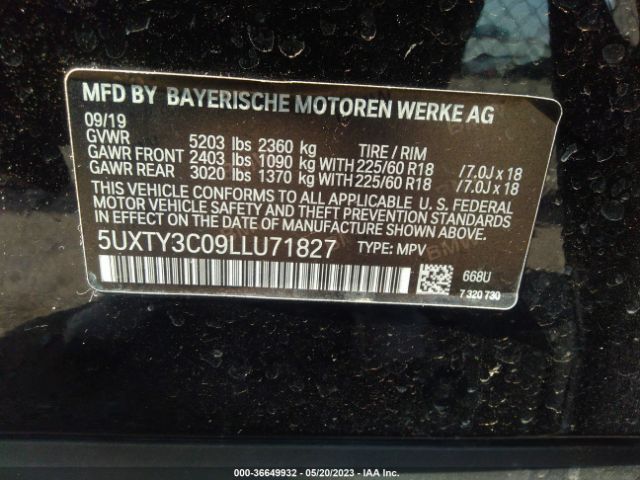 MFD BY BAYERISCHE MOTOREN WERKE AG
09/19
GVWR 5203 lbs 2360 kg TIRE / RIM
GAWR FRONT 2403 lbs 1090 kg WITH 225/60 R18 /7.0J x 18
GAWR REAR 3020 lbs 1370 kg WITH 225/60 R18 /7.0J x 18
THIS VEHICLE CONFORMS TO ALL APPLICABLE U. S. FEDERAL
MOTOR VEHICLE SAFETY AND THEFT PREVENTION STANDARDS
IN EFFECT ON THE DATE OF MANUFACTURE SHOWN ABOVE.
5UXTY3C09LLU71827 TYPE: MPV
668U
7 320 730
000-36649932 - 05/20/2023 - IAAI.COM